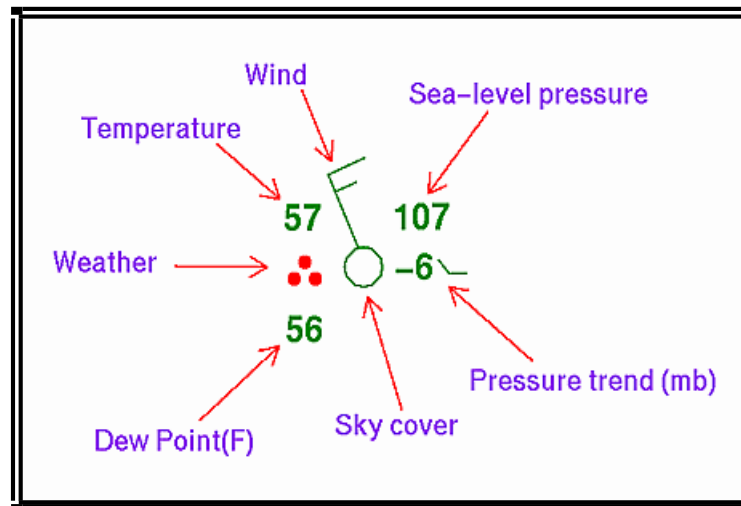 Wind
Sea-level pressure
Temperature
57
107
Weather
-6
56
Pressure trend (mb)
Sky cover
Dew Point(F)